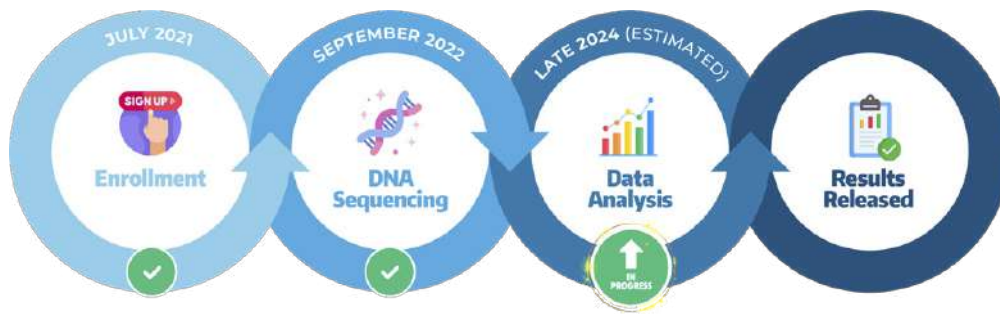 JULY 2021
SIGN UP
Enrollment
SEPTEMBER 2022
DNA
Sequencing
LATE 2024 (ESTIMATED)
Data
Analysis
IN
PROGRESS
Results
Released